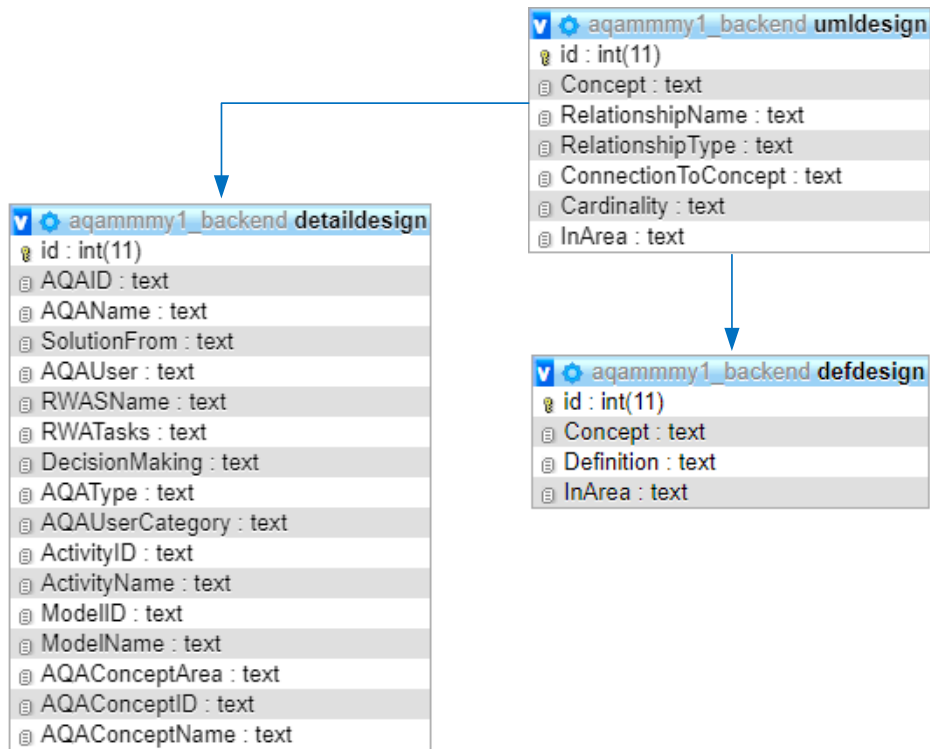 aqammmy1_backend umldesign
id : int(11)
Concept : text
RelationshipName : text
RelationshipType : text
ConnectionToConcept : text
Cardinality : text
InArea : text
aqammmy1_backend detaildesign
id : int(11)
AQAID : text
AQAName : text
SolutionFrom : text
AQAUser : text
RWASName : text
RWATasks : text
DecisionMaking : text
AQAType : text
AQAUserCategory : text
ActivityID : text
ActivityName : text
ModelID : text
ModelName : text
AQAConceptArea : text
AQAConceptID : text
AQAConceptName : text
aqammmy1_backend defdesign
id : int(11)
Concept : text
Definition : text
InArea : text